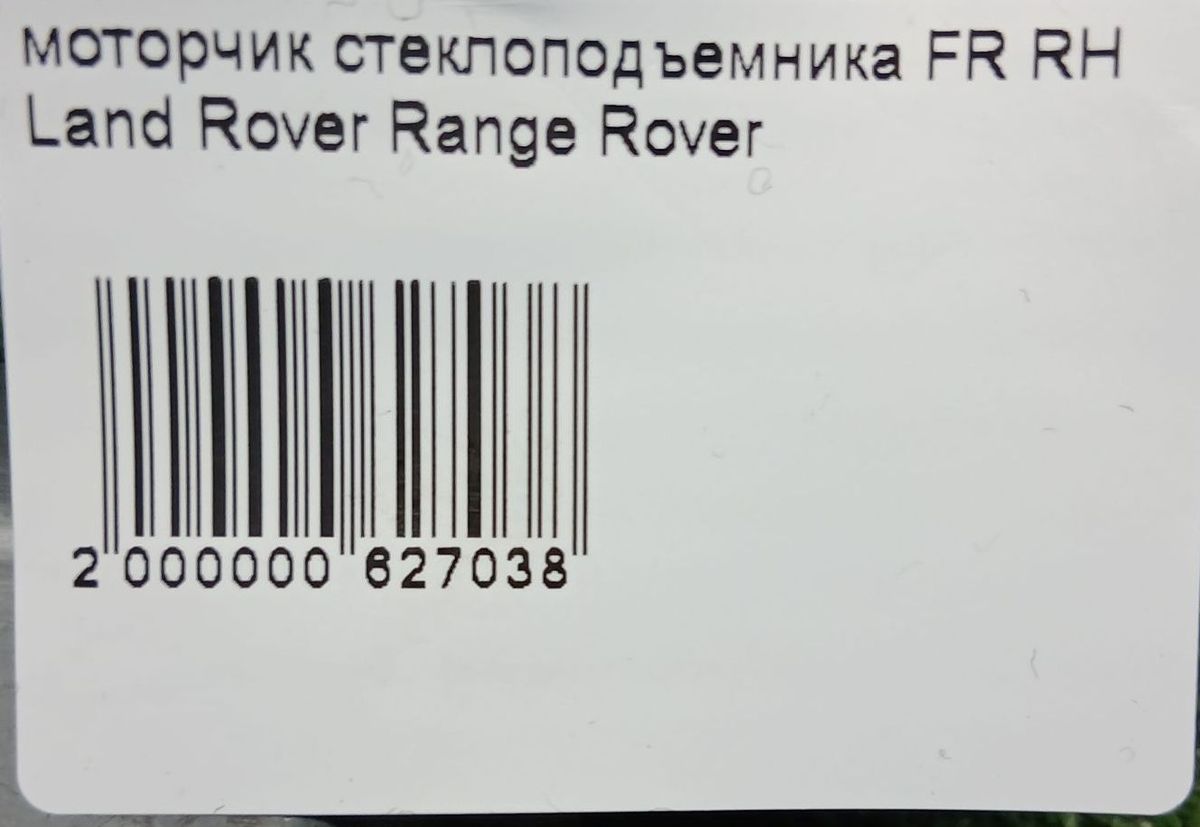 моторчик стеклоподъемника FR RH
Land Rover Range Rover
2 000000 627038